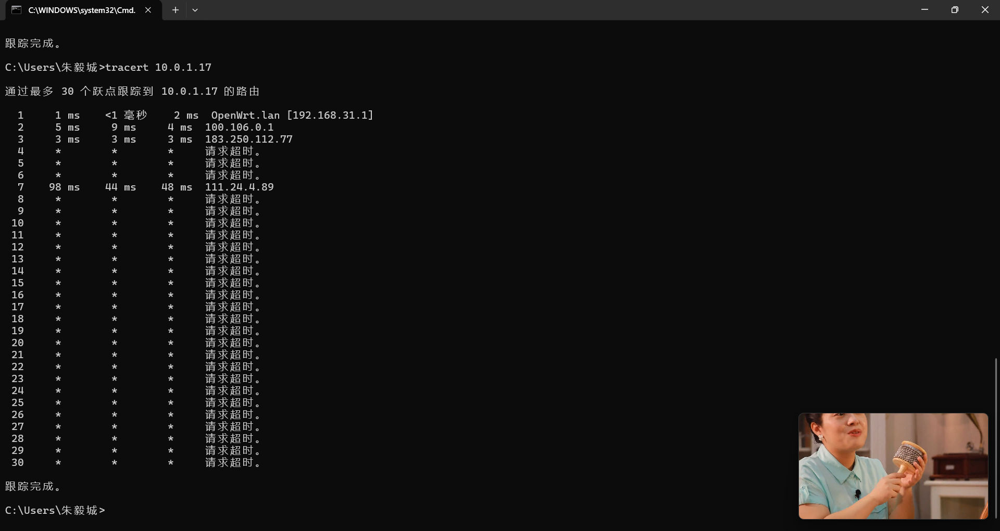 C:\WINDOWS\system32\Cmd.
跟踪完成。
C:\Users\朱毅城>tracert 10.0.1.17
通过最多 30 个跃点跟踪到 10.0.1.17 的路由
1 1 ms <1 毫秒 2 ms OpenWrt.lan [192.168.31.1]
2 5 ms 9 ms 4 ms 100.106.0.1
3 3 ms 3 ms 3 ms 183.250.112.77
4 * * * 请求超时。
5 * * * 请求超时。
6 * * * 请求超时。
7 98 ms 44 ms 48 ms 111.24.4.89
8 * * * 请求超时。
9 * * * 请求超时。
10 * * * 请求超时。
11 * * * 请求超时。
12 * * * 请求超时。
13 * * * 请求超时。
14 * * * 请求超时。
15 * * * 请求超时。
16 * * * 请求超时。
17 * * * 请求超时。
18 * * * 请求超时。
19 * * * 请求超时。
20 * * * 请求超时。
21 * * * 请求超时。
22 * * * 请求超时。
23 * * * 请求超时。
24 * * * 请求超时。
25 * * * 请求超时。
26 * * * 请求超时。
27 * * * 请求超时。
28 * * * 请求超时。
29 * * * 请求超时。
30 * * * 请求超时。
跟踪完成。
C:\Users\朱毅城>